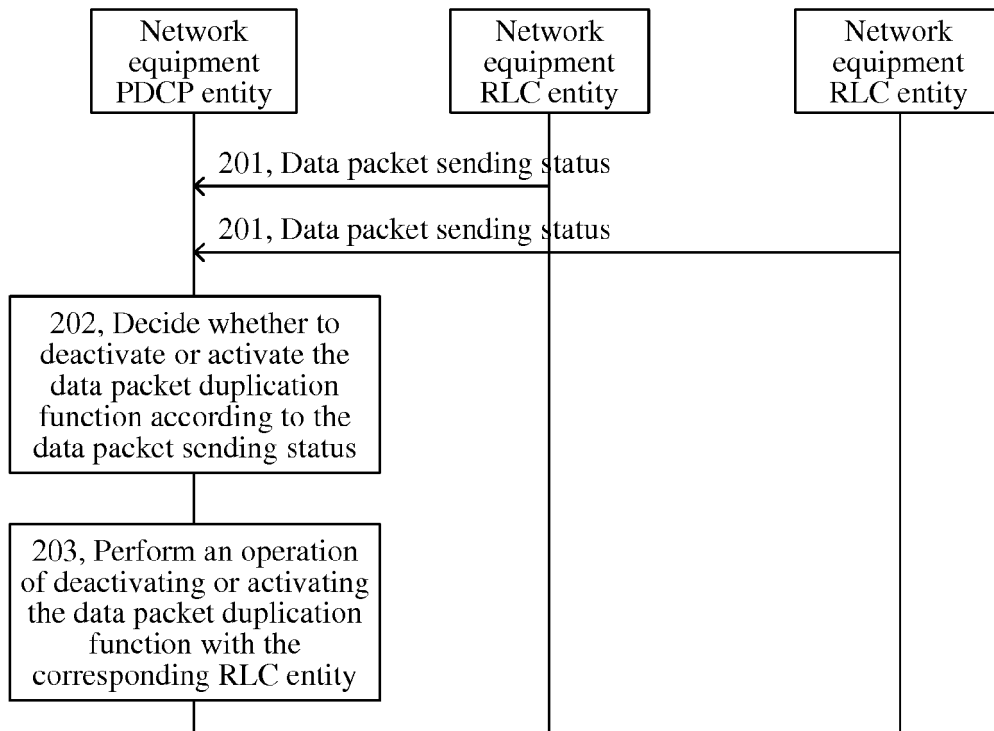 Network
equipment
PDCP entity
Network
equipment
RLC entity
Network
equipment
RLC entity
201, Data packet sending status
201, Data packet sending status
202, Decide whether to
deactivate or activate the
data packet duplication
function according to the
data packet sending status
203, Perform an operation
of deactivating or activating
the data packet duplication
function with the
corresponding RLC entity